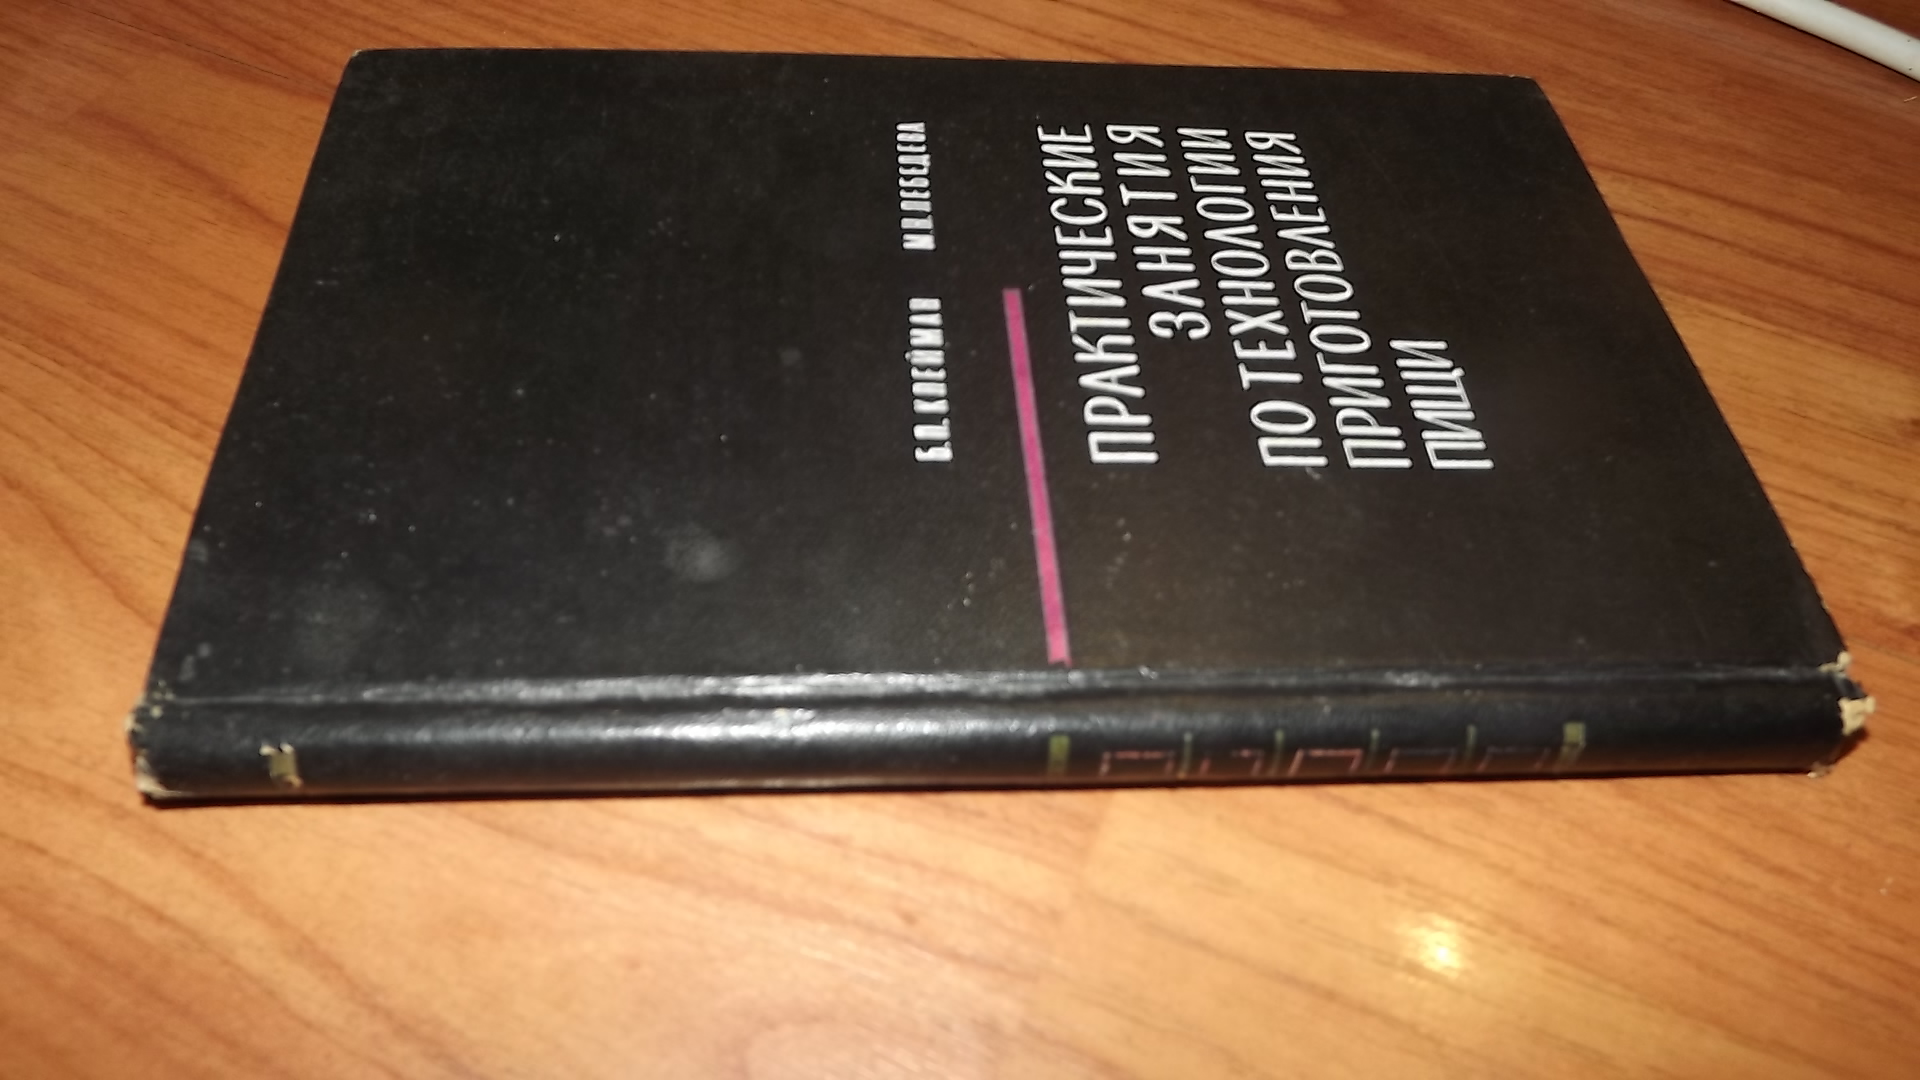 Б.П. КЛЕЙМАН М.Н. ЛЕБЕДЕВА
ПРАКТИЧЕСКИЕ
ЗАНЯТИЯ
ПО ТЕХНОЛОГИИ
ПРИГОТОВЛЕНИЯ
ПИЩИ